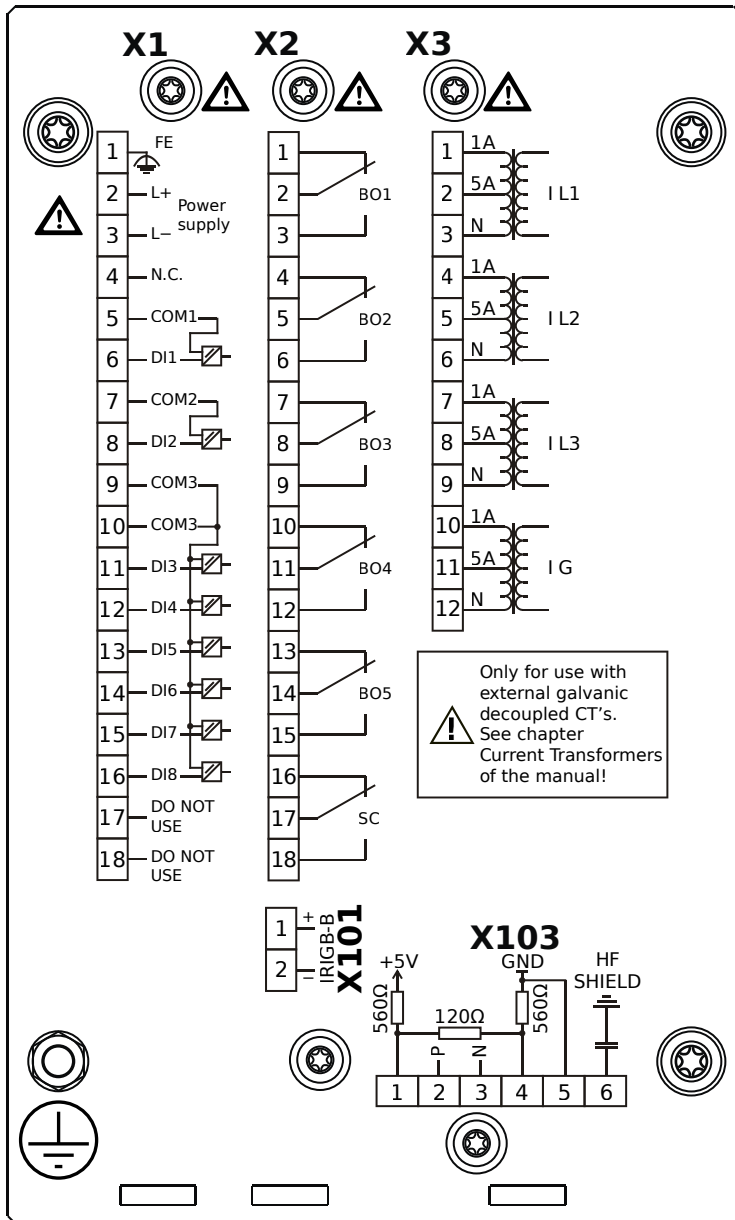 X1 X2 X3
1 FE
2 L+
Power
supply
3 L−
4 N.C.
5 COM1
6 DI1
7 COM2
8 DI2
9 COM3
10 COM3
11 DI3
12 DI4
13 DI5
14 DI6
15 DI7
16 DI8
17 DO NOT
USE
18 DO NOT
USE
1
2 BO1
3
4
5 BO2
6
7
8 BO3
9
10
11 BO4
12
13
14 BO5
15
16
17 SC
18
1 1A
2 5A I L1
3 N
4 1A
5 5A I L2
6 N
7 1A
8 5A I L3
9 N
10 1A
11 5A I G
12 N
!
!
!
!
!
Only for use with
external galvanic
decoupled CT's.
See chapter
Current Transformers
of the manual!
1 +
2 −
IRIGB-B
X101
X103
+5V
GND
HF
SHIELD
560Ω
120Ω
560Ω
P
N
1 2 3 4 5 6